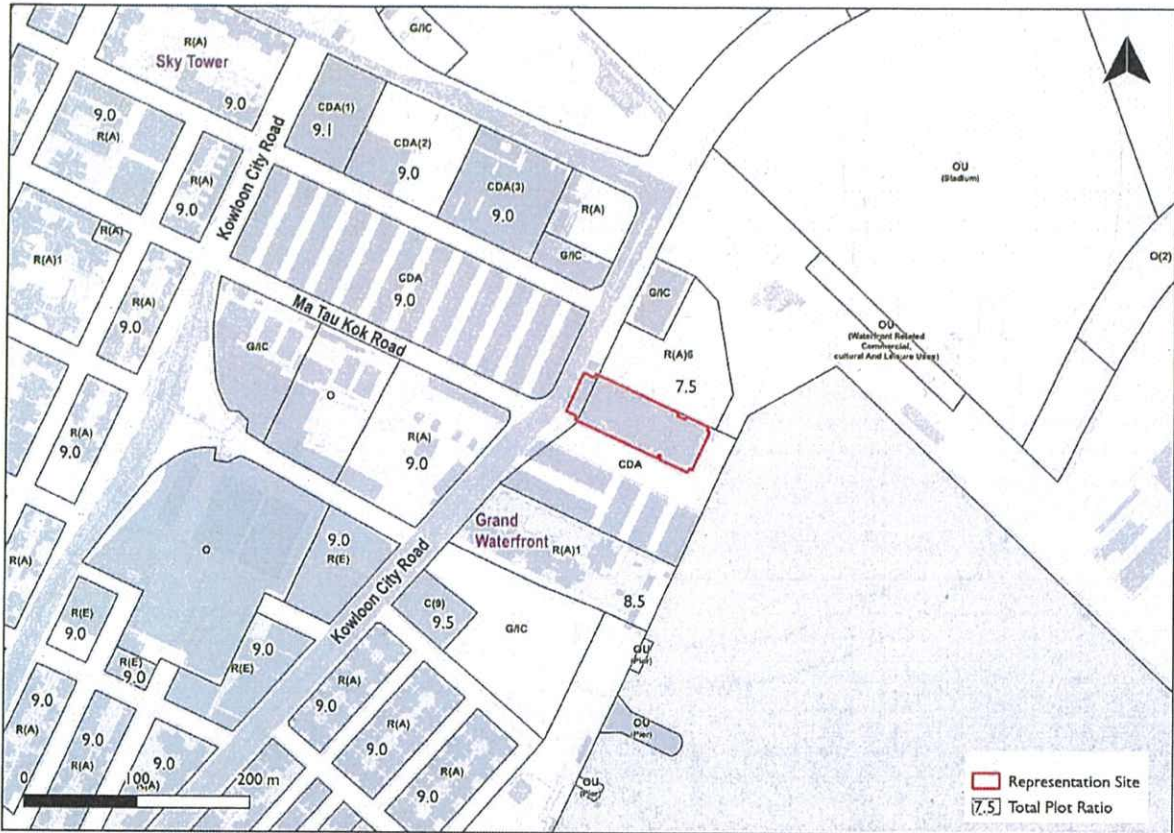 G/IC
R(A)
Sky Tower
9.0
CDA(1)
9.1
CDA(2)
9.0
CDA(3)
9.0
R(A)
G/IC
9.0
R(A)
R(A)
9.0
Kowloon City Road
OU
(Stadium)
O(2)
R(A)
R(A)1
R(A)
9.0
CDA
9.0
Ma Tau Kok Road
G/IC
R(A)6
7.5
OU
(Waterfront Related
Commercial,
cultural And Leisure Uses)
G/IC
O
R(A)
9.0
R(A)
9.0
CDA
Grand
Waterfront
R(A)1
8.5
R(A)
O
9.0
R(E)
Kowloon City Road
C(9)
9.5
G/IC
R(E)
9.0
R(E)
9.0
9.0
R(E)
OU
(Pier)
9.0
R(A)
9.0
R(A)
9.0
R(A)
R(A)
9.0
R(A)
9.0
R(A)
9.0
OU
(Pier)
OU
(Pier)
0 100 200 m
Representation Site
7.5 Total Plot Ratio